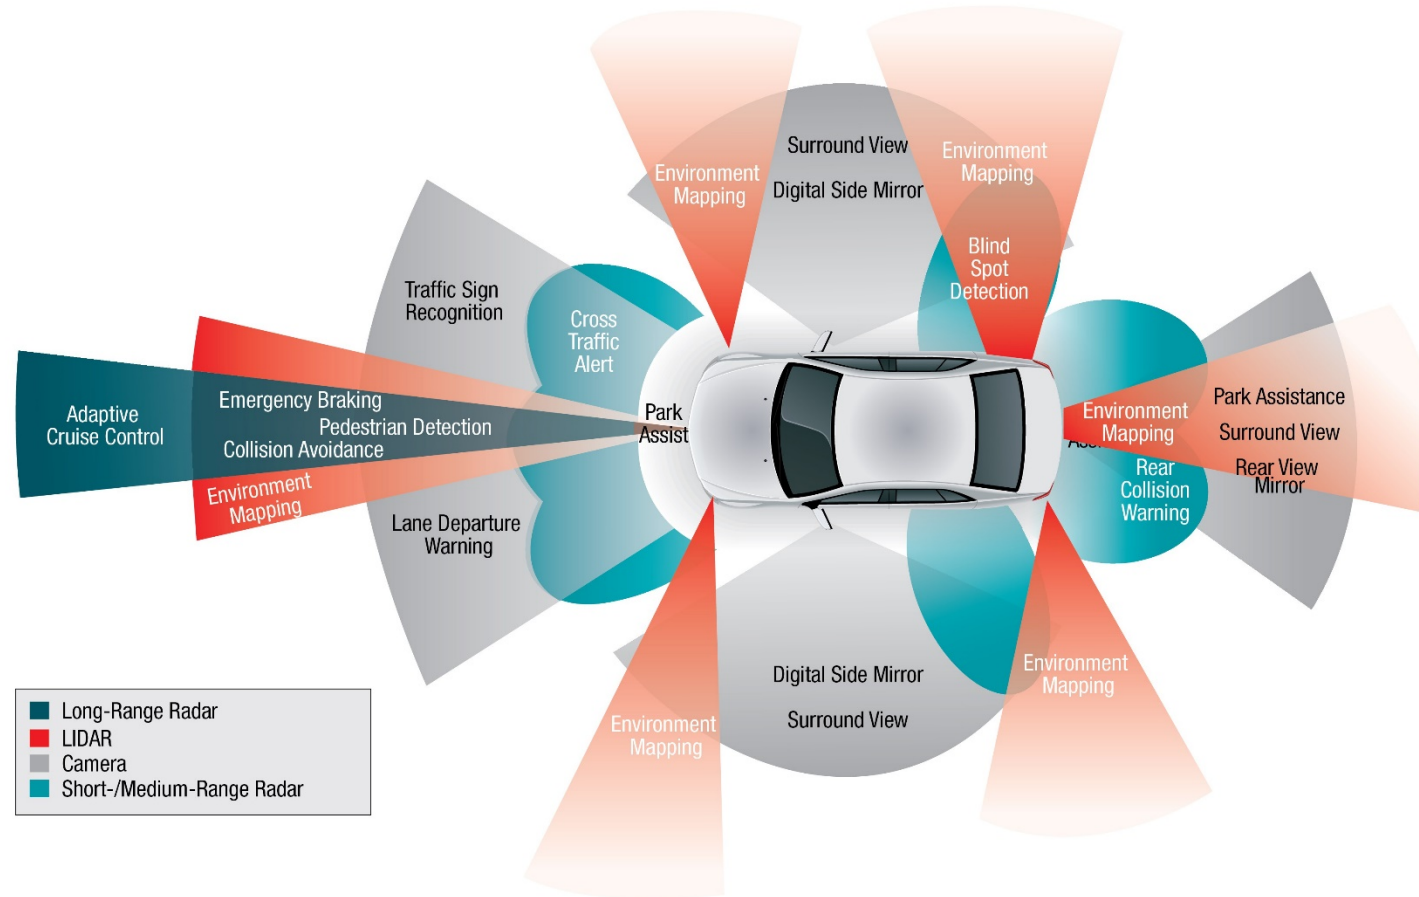 Surround View
Digital Side Mirror
Environment
Mapping
Environment
Mapping
Blind
Spot
Detection
Traffic Sign
Recognition
Cross
Traffic
Alert
Adaptive
Cruise Control
Emergency Braking
Pedestrian Detection
Collision Avoidance
Environment
Mapping
Lane Departure
Warning
Park
Assist
Environment
Mapping
Rear
Collision
Warning
Park Assistance
Surround View
Rear View
Mirror
Digital Side Mirror
Surround View
Environment
Mapping
Environment
Mapping
Long-Range Radar
LIDAR
Camera
Short-/Medium-Range Radar